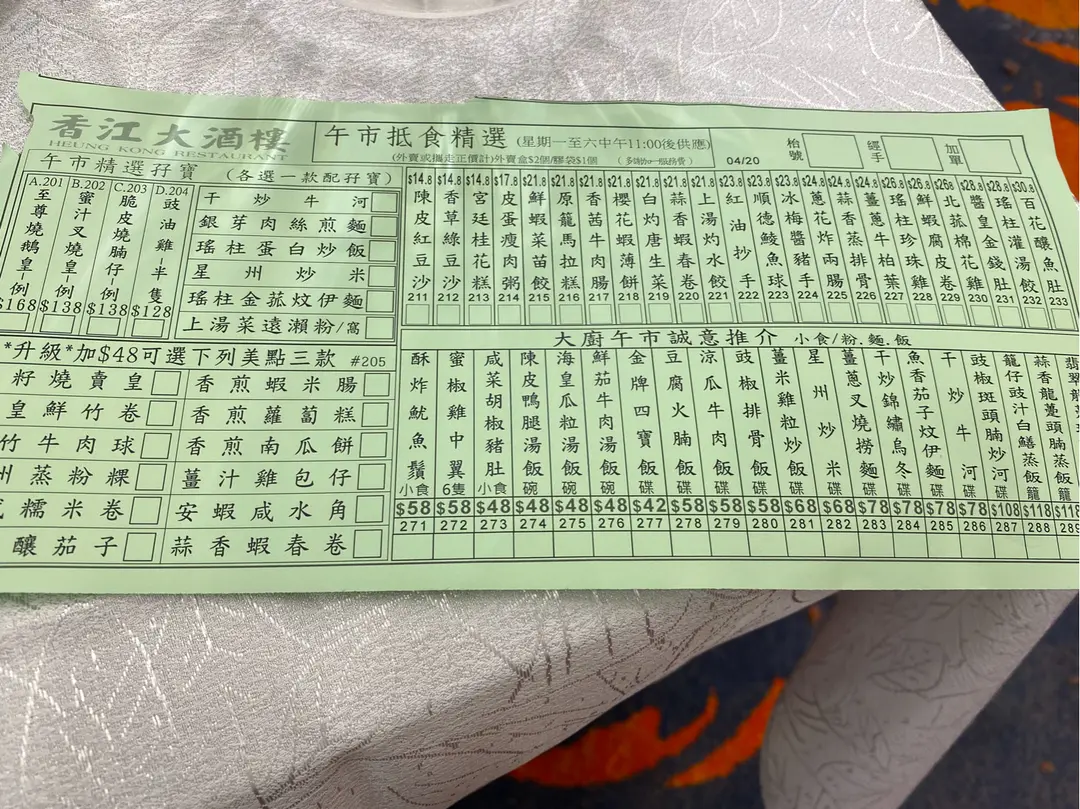 香江大酒樓
HEUNG KONG RESTAURANT
午市抵食精選 (星期一至六中午11:00後供應)
(外賣或攜走正價計)外賣盒$2個/膠袋$1個
04/20
枱號
經手
加單
午市精選孖寶 (各選一款配孖寶)
A.201 至尊燒鵝皇-例 $168
B.202 蜜汁叉燒皇-例 $138
C.203 脆皮燒腩仔-例 $138
D.204 豉油雞-半隻 $128
干炒牛河
銀芽肉絲煎麵
瑤柱蛋白炒飯
星州炒米
瑤柱金菰炆伊麵
上湯菜遠瀨粉/窩
*升級*加$48可選下列美點三款 #205
籽燒賣皇
皇鮮竹卷
竹牛肉球
州蒸粉粿
糯米卷
釀茄子
香煎蝦米腸
香煎蘿蔔糕
香煎南瓜餅
薑汁雞包仔
安蝦咸水角
蒜香蝦春卷
$14.8 陳皮紅豆沙 211
$14.8 香草綠豆沙 212
$14.8 宮廷桂花糕 213
$17.8 皮蛋瘦肉粥 214
$21.8 鮮蝦菜苗餃 215
$21.8 原籠馬拉糕 216
$21.8 香茜牛肉腸 217
$21.8 櫻花蝦薄餅 218
$21.8 白灼唐生菜 219
$21.8 蒜香蝦春卷 220
$21.8 上湯灼水餃 221
$23.8 紅油抄手 222
$23.8 順德鯪魚球 223
$23.8 冰梅醬豬手 224
$24.8 蔥花炸兩腸 225
$24.8 蒜香蒸排骨 226
$24.8 薑蔥牛柏葉 227
$26.8 瑤柱珍珠雞 228
$26.8 鮮蝦腐皮卷 229
$26.8 北菰棉花雞 230
$28.8 醬皇金錢肚 231
$28.8 瑤柱灌湯餃 232
$30.8 百花釀魚肚 233
大廚午市誠意推介 小食/粉.麵.飯
酥炸魷魚鬚 小食 $58 271
蜜椒雞中翼 6隻 $58 272
咸菜胡椒豬肚 小食 $48 273
陳皮鴨腿湯飯 碗 $48 274
海皇瓜粒湯飯 碗 $48 275
鮮茄牛肉湯飯 碗 $48 276
金牌四寶飯 碟 $42 277
豆腐火腩飯 碟 $58 278
涼瓜牛肉飯 碟 $58 279
豉椒排骨飯 碟 $58 280
薑米雞粒炒飯 碟 $68 281
星州炒米 碟 $68 282
薑蔥叉燒撈麵 碟 $78 283
干炒錦繡烏冬 碟 $78 284
魚香茄子炆伊麵 碟 $78 285
干炒牛河 碟 $78 286
豉椒斑頭腩炒河 碟 $108 287
籠仔豉汁白鱔蒸飯 籠 $118 288
蒜香龍躉頭蒸飯 籠 $118 289